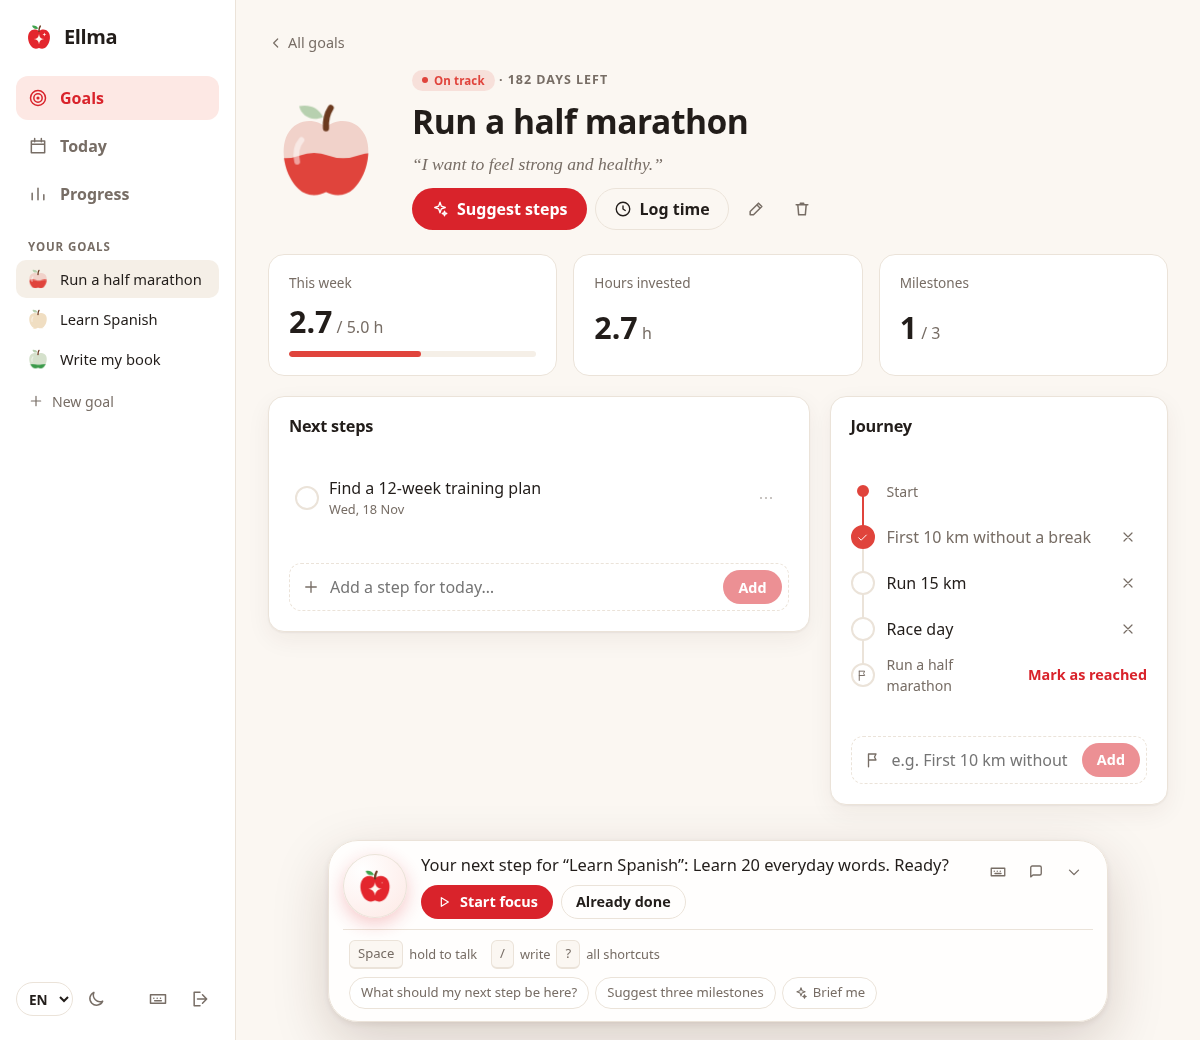 Ellma
Goals
Today
Progress
YOUR GOALS
Run a half marathon
Learn Spanish
Write my book
New goal
EN
All goals
On track · 182 DAYS LEFT
Run a half marathon
“I want to feel strong and healthy.”
Suggest steps
Log time
This week
2.7 / 5.0 h
Hours invested
2.7 h
Milestones
1 / 3
Next steps
Find a 12-week training plan
Wed, 18 Nov
Add a step for today...
Add
Journey
Start
First 10 km without a break
Run 15 km
Race day
Run a half
marathon
Mark as reached
e.g. First 10 km without
Add
Your next step for “Learn Spanish”: Learn 20 everyday words. Ready?
Start focus
Already done
Space hold to talk / write ? all shortcuts
What should my next step be here?
Suggest three milestones
Brief me